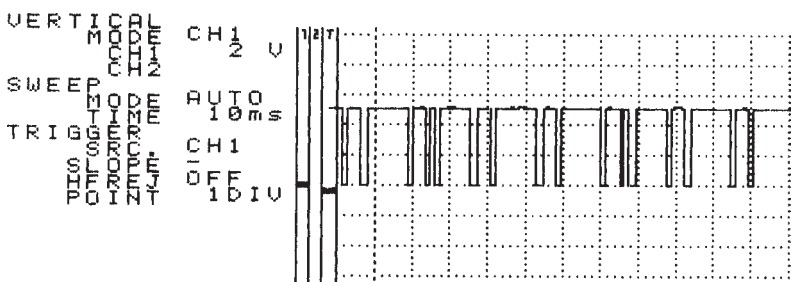 VERTICAL
MODE CH1
CH1 2 V
CH2
SWEEP
MODE AUTO
TIME 10ms
TRIGGER
SRC. CH1
SLOPE -
HFREJ OFF
POINT 1DIV
1 2 T